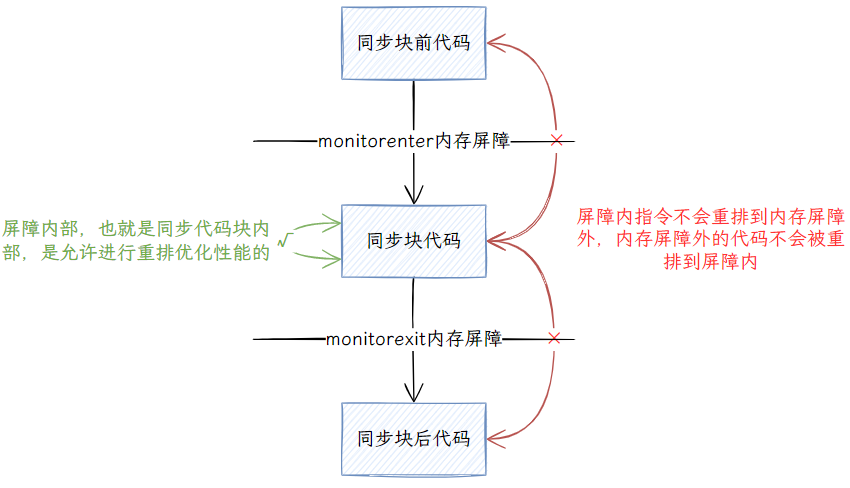 同步块前代码
monitorenter内存屏障
屏障内部，也就是同步代码块内
部，是允许进行重排优化性能的
√
同步块代码
屏障内指令不会重排到内存屏障
外，内存屏障外的代码不会被重
排到屏障内
monitorexit内存屏障
同步块后代码